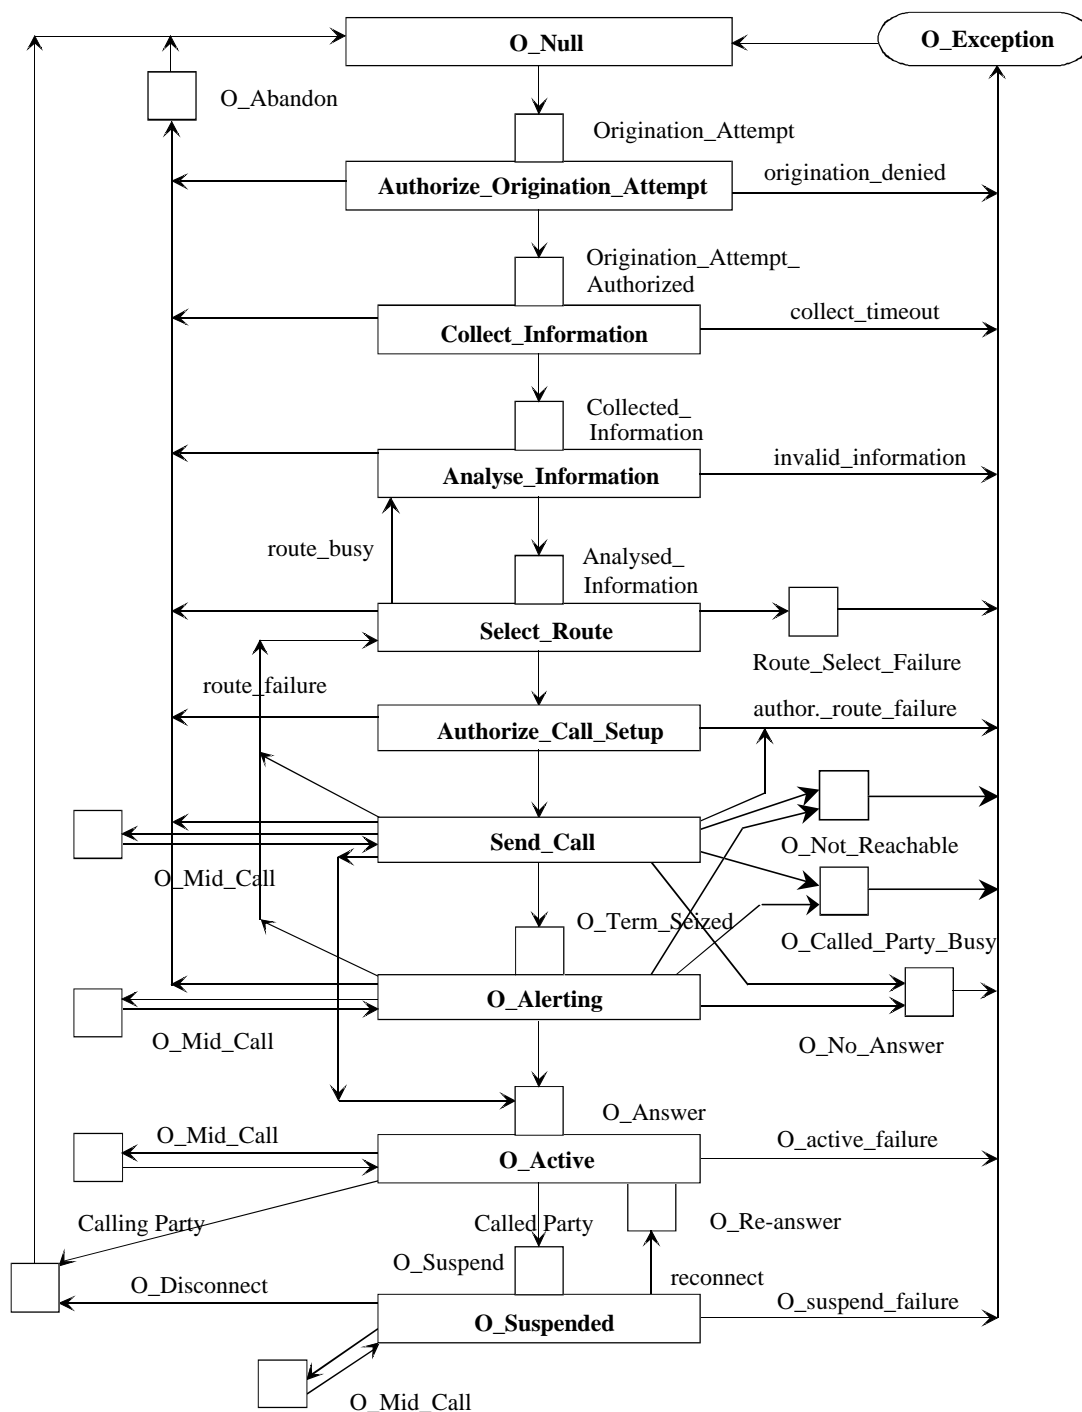 O_Null
O_Exception
O_Abandon
Origination_Attempt
Authorize_Origination_Attempt
origination_denied
Origination_Attempt_
Authorized
collect_timeout
Collect_Information
Collected_
Information
invalid_information
Analyse_Information
route_busy
Analysed_
Information
Select_Route
Route_Select_Failure
route_failure
author._route_failure
Authorize_Call_Setup
Send_Call
O_Not_Reachable
O_Mid_Call
O_Term_Seized
O_Called_Party_Busy
O_Alerting
O_Mid_Call
O_No_Answer
O_Answer
O_Mid_Call
O_active_failure
O_Active
Calling Party
Called Party
O_Re-answer
O_Suspend
O_Disconnect
reconnect
O_suspend_failure
O_Suspended
O_Mid_Call